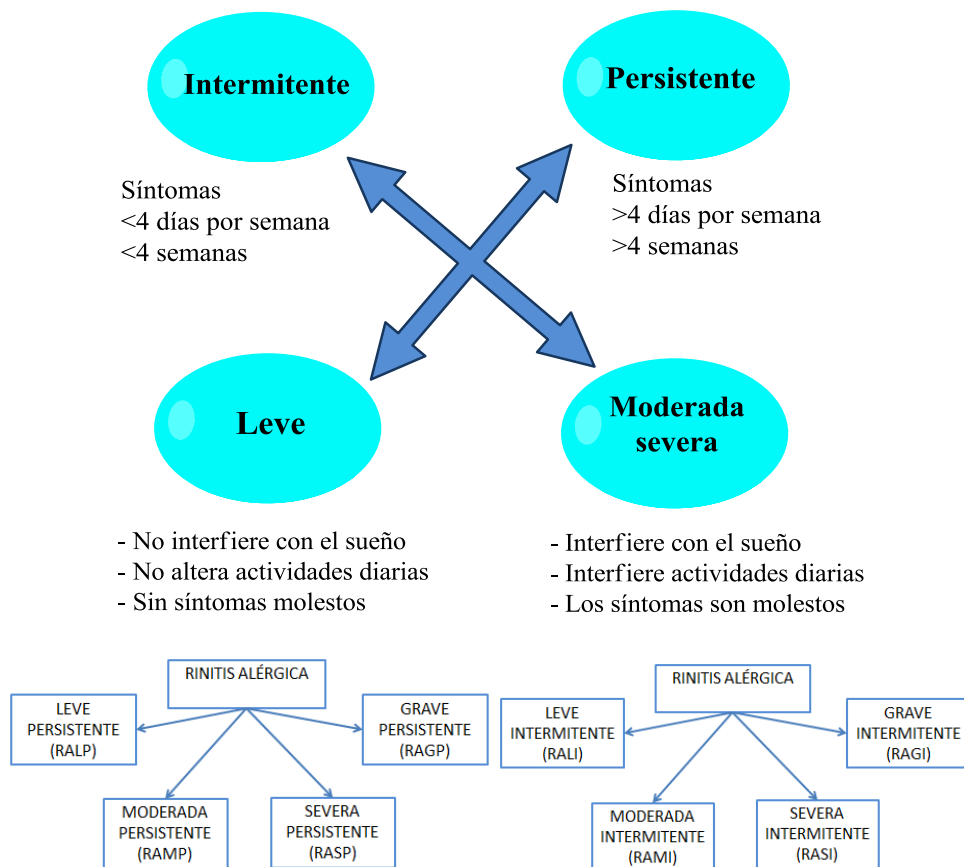 Intermitente
Persistente
Síntomas
<4 días por semana
<4 semanas
Síntomas
>4 días por semana
>4 semanas
Leve
Moderada
severa
- No interfiere con el sueño
- No altera actividades diarias
- Sin síntomas molestos
- Interfiere con el sueño
- Interfiere actividades diarias
- Los síntomas son molestos
RINITIS ALÉRGICA
LEVE
PERSISTENTE
(RALP)
GRAVE
PERSISTENTE
(RAGP)
MODERADA
PERSISTENTE
(RAMP)
SEVERA
PERSISTENTE
(RASP)
RINITIS ALÉRGICA
LEVE
INTERMITENTE
(RALI)
GRAVE
INTERMITENTE
(RAGI)
MODERADA
INTERMITENTE
(RAMI)
SEVERA
INTERMITENTE
(RASI)